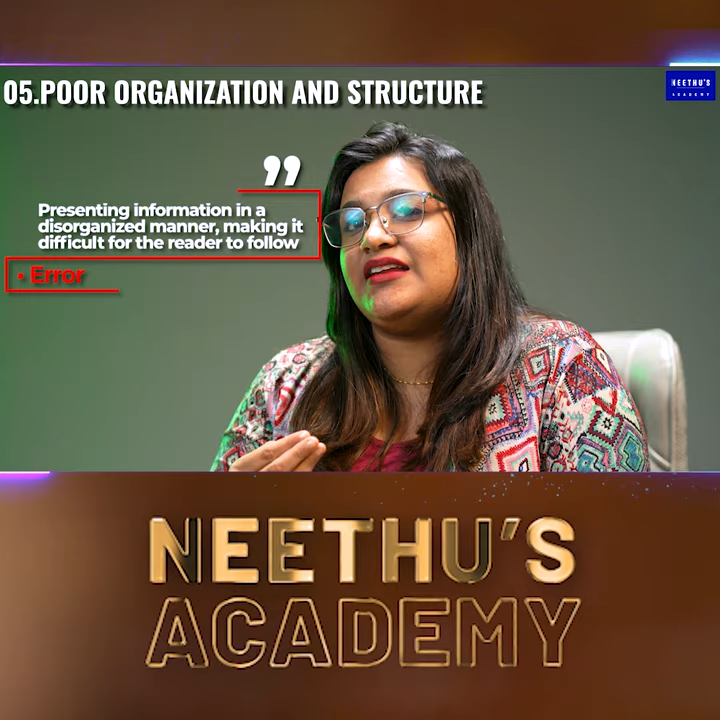 05.POOR ORGANIZATION AND STRUCTURE
NEETHU'S
ACADEMY
”
Presenting information in a
disorganized manner, making it
difficult for the reader to follow
• Error
NEETHU’S
ACADEMY